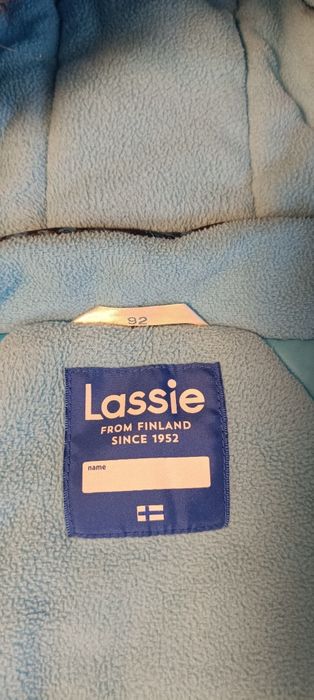 92
Lassie
FROM FINLAND
SINCE 1952
name